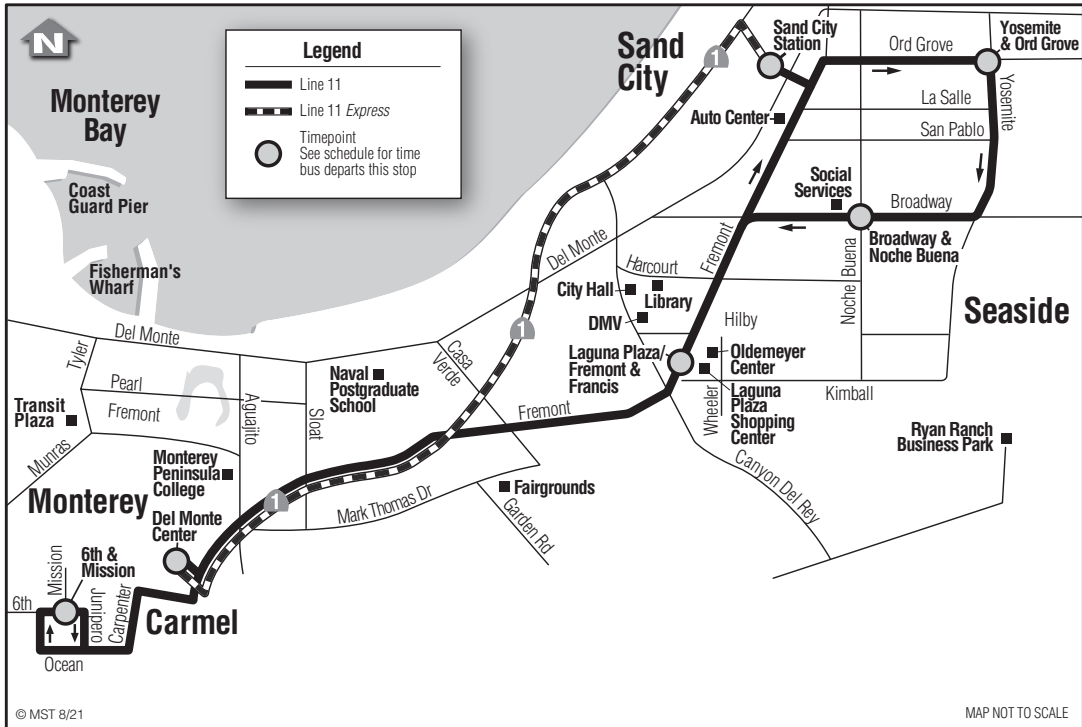 N
Legend
Line 11
Line 11 Express
Timepoint
See schedule for time
bus departs this stop
Sand
City
1
Sand City
Station
Ord Grove
Yosemite
& Ord Grove
Monterey
Bay
La Salle
Yosemite
Auto Center
San Pablo
Coast
Guard Pier
Social
Services
Broadway
Fisherman's
Wharf
Del Monte
Fremont
Broadway &
Noche Buena
Noche Buena
Harcourt
City Hall
Library
Seaside
DMV
Hilby
1
Del Monte
Tyler
Casa
Verde
Laguna Plaza/
Fremont &
Francis
Oldemeyer
Center
Pearl
Naval
Postgraduate
School
Kimball
Wheeler
Laguna
Plaza
Shopping
Center
Transit
Plaza
Fremont
Aguajito
Sloat
Fremont
Munras
Ryan Ranch
Business Park
Monterey
Peninsula
College
Canyon Del Rey
Monterey
1
Mark Thomas Dr
Fairgrounds
Garden Rd
Del Monte
Center
6th &
Mission
Mission
6th
Junipero
Carpenter
Carmel
Ocean
© MST 8/21
MAP NOT TO SCALE